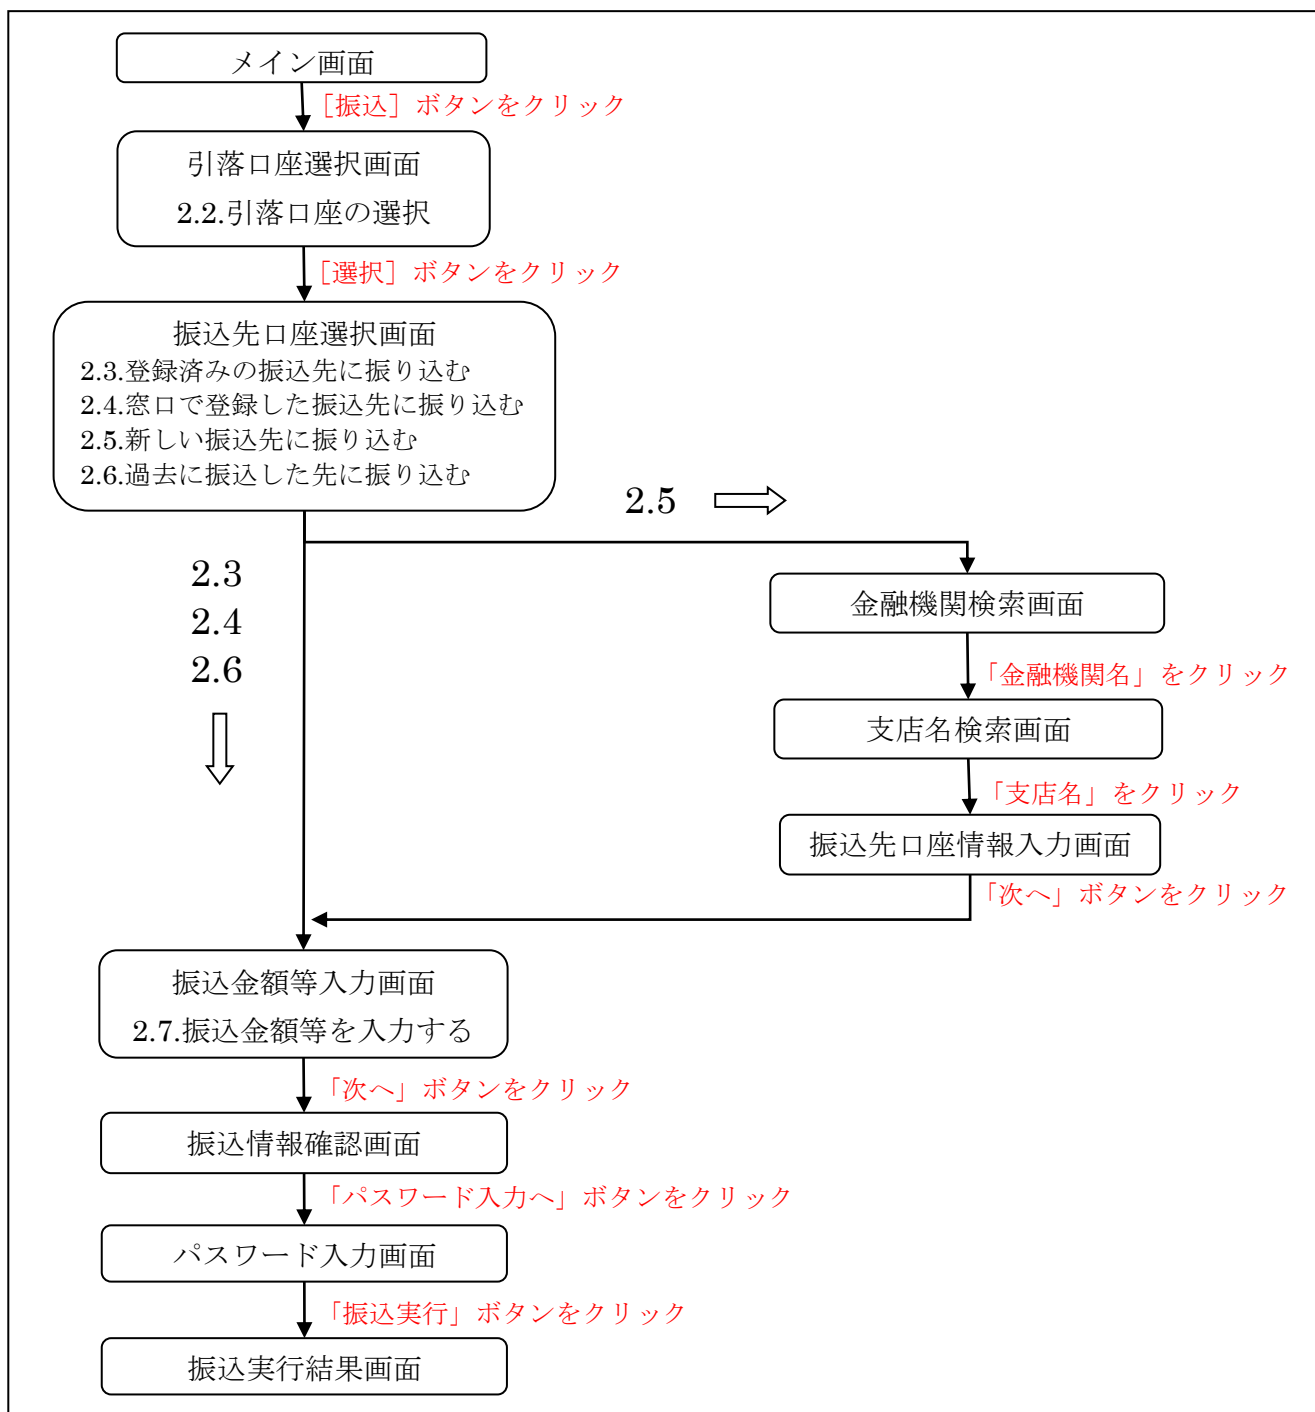 メイン画面
［振込］ボタンをクリック
引落口座選択画面
2.2.引落口座の選択
［選択］ボタンをクリック
振込先口座選択画面
2.3.登録済みの振込先に振り込む
2.4.窓口で登録した振込先に振り込む
2.5.新しい振込先に振り込む
2.6.過去に振込した先に振り込む
2.5
2.3
2.4
2.6
金融機関検索画面
「金融機関名」をクリック
支店名検索画面
「支店名」をクリック
振込先口座情報入力画面
「次へ」ボタンをクリック
振込金額等入力画面
2.7.振込金額等を入力する
「次へ」ボタンをクリック
振込情報確認画面
「パスワード入力へ」ボタンをクリック
パスワード入力画面
「振込実行」ボタンをクリック
振込実行結果画面